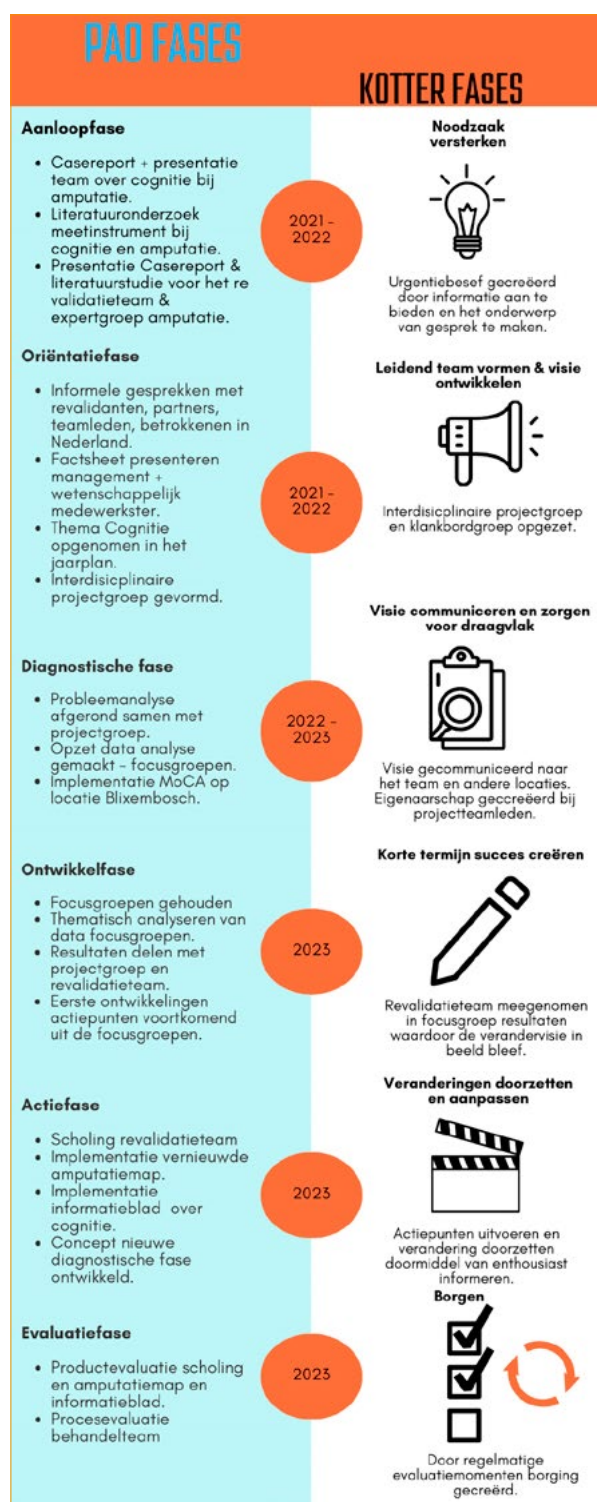 PAO FASES
KOTTER FASES
Aanloopfase
• Casereport + presentatie
team over cognitie bij
amputatie.
• Literatuuronderzoek
meetinstrument bij
cognitie en amputatie.
• Presentatie Casereport &
literatuurstudie voor het re
validatieteam &
expertgroep amputatie.
2021 -
2022
Noodzaak
versterken
Urgentiebesef gecreëerd
door informatie aan te
bieden en het onderwerp
van gesprek te maken.
Oriëntatiefase
• Informele gesprekken met
revalidanten, partners,
teamleden, betrokkenen in
Nederland.
• Factsheet presenteren
management +
wetenschappelijk
medewerkster.
• Thema Cognitie
opgenomen in het
jaarplan.
• Interdisicplinaire
projectgroep gevormd.
2021 -
2022
Leidend team vormen & visie
ontwikkelen
Interdisicplinaire projectgroep
en klankbordgroep opgezet.
Diagnostische fase
• Probleemanalyse
afgerond samen met
projectgroep.
• Opzet data analyse
gemaakt - focusgroepen.
• Implementatie MoCA op
locatie Blixembosch.
2022 -
2023
Visie communiceren en zorgen
voor draagvlak
Visie gecommuniceerd naar
het team en andere locaties.
Eigenaarschap geccreëerd bij
projectteamleden.
Ontwikkelfase
• Focusgroepen gehouden
• Thematisch analyseren van
data focusgroepen.
• Resultaten delen met
projectgroep en
revalidatieteam.
• Eerste ontwikkelingen
actiepunten voortkomend
uit de focusgroepen.
2023
Korte termijn succes creëren
Revalidatieteam meegenomen
in focusgroep resultaten
waardoor de verandervisie in
beeld bleef.
Actiefase
• Scholing revalidatieteam
• Implementatie vernieuwde
amputatiemap.
• Implementatie
informatieblad over
cognitie.
• Concept nieuwe
diagnostische fase
ontwikkeld.
2023
Veranderingen doorzetten
en aanpassen
Actiepunten uitvoeren en
verandering doorzetten
doormiddel van enthousiast
informeren.
Evaluatiefase
• Productevaluatie scholing
en amputatiemap en
informatieblad.
• Procesevaluatie
behandelteam
2023
Borgen
Door regelmatige
evaluatiemomenten borging
gecreërd.